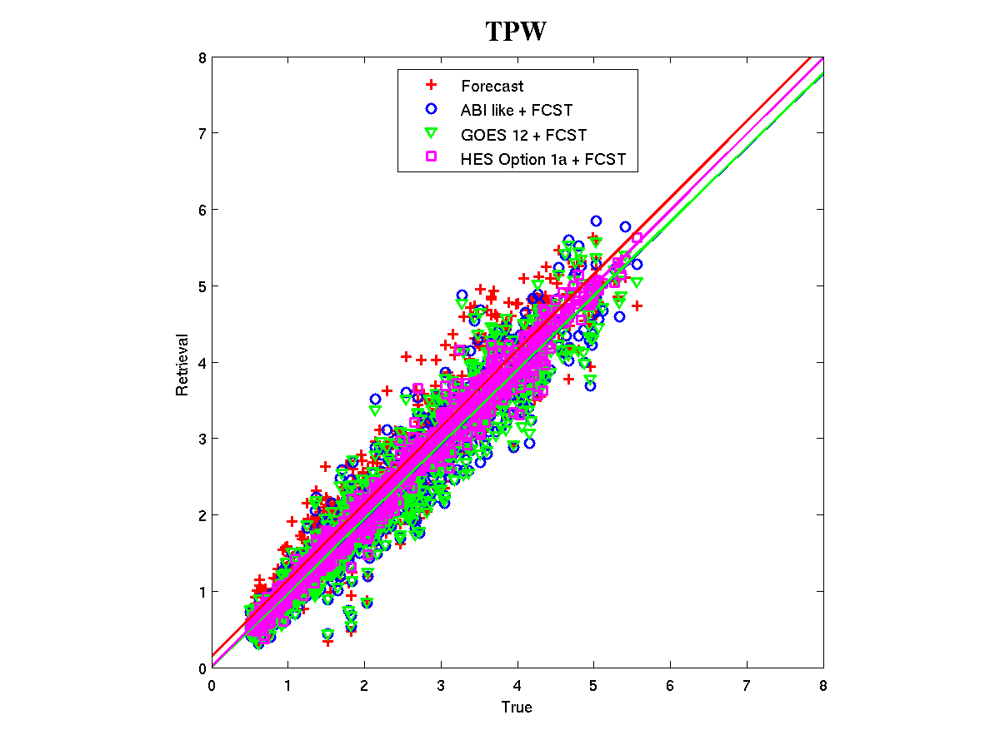 TPW
8
7
6
5
4
3
2
1
0
Retrieval
Forecast
ABI like + FCST
GOES 12 + FCST
HES Option 1a + FCST
0 1 2 3 4 5 6 7 8
True